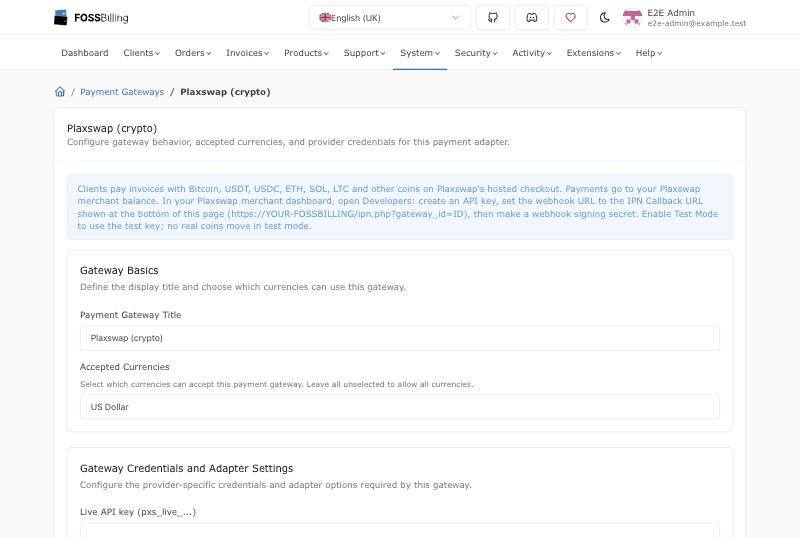 FOSSBilling
English (UK)
E2E Admin
e2e-admin@example.test
Dashboard Clients Orders Invoices Products Support System Security Activity Extensions Help
/ Payment Gateways / Plaxswap (crypto)
Plaxswap (crypto)
Configure gateway behavior, accepted currencies, and provider credentials for this payment adapter.
Clients pay invoices with Bitcoin, USDT, USDC, ETH, SOL, LTC and other coins on Plaxswap's hosted checkout. Payments go to your Plaxswap
merchant balance. In your Plaxswap merchant dashboard, open Developers: create an API key, set the webhook URL to the IPN Callback URL
shown at the bottom of this page (https://YOUR-FOSSBILLING/ipn.php?gateway_id=ID), then make a webhook signing secret. Enable Test Mode
to use the test key; no real coins move in test mode.
Gateway Basics
Define the display title and choose which currencies can use this gateway.
Payment Gateway Title
Plaxswap (crypto)
Accepted Currencies
Select which currencies can accept this payment gateway. Leave all unselected to allow all currencies.
US Dollar
Gateway Credentials and Adapter Settings
Configure the provider-specific credentials and adapter options required by this gateway.
Live API key (pxs_live_...)